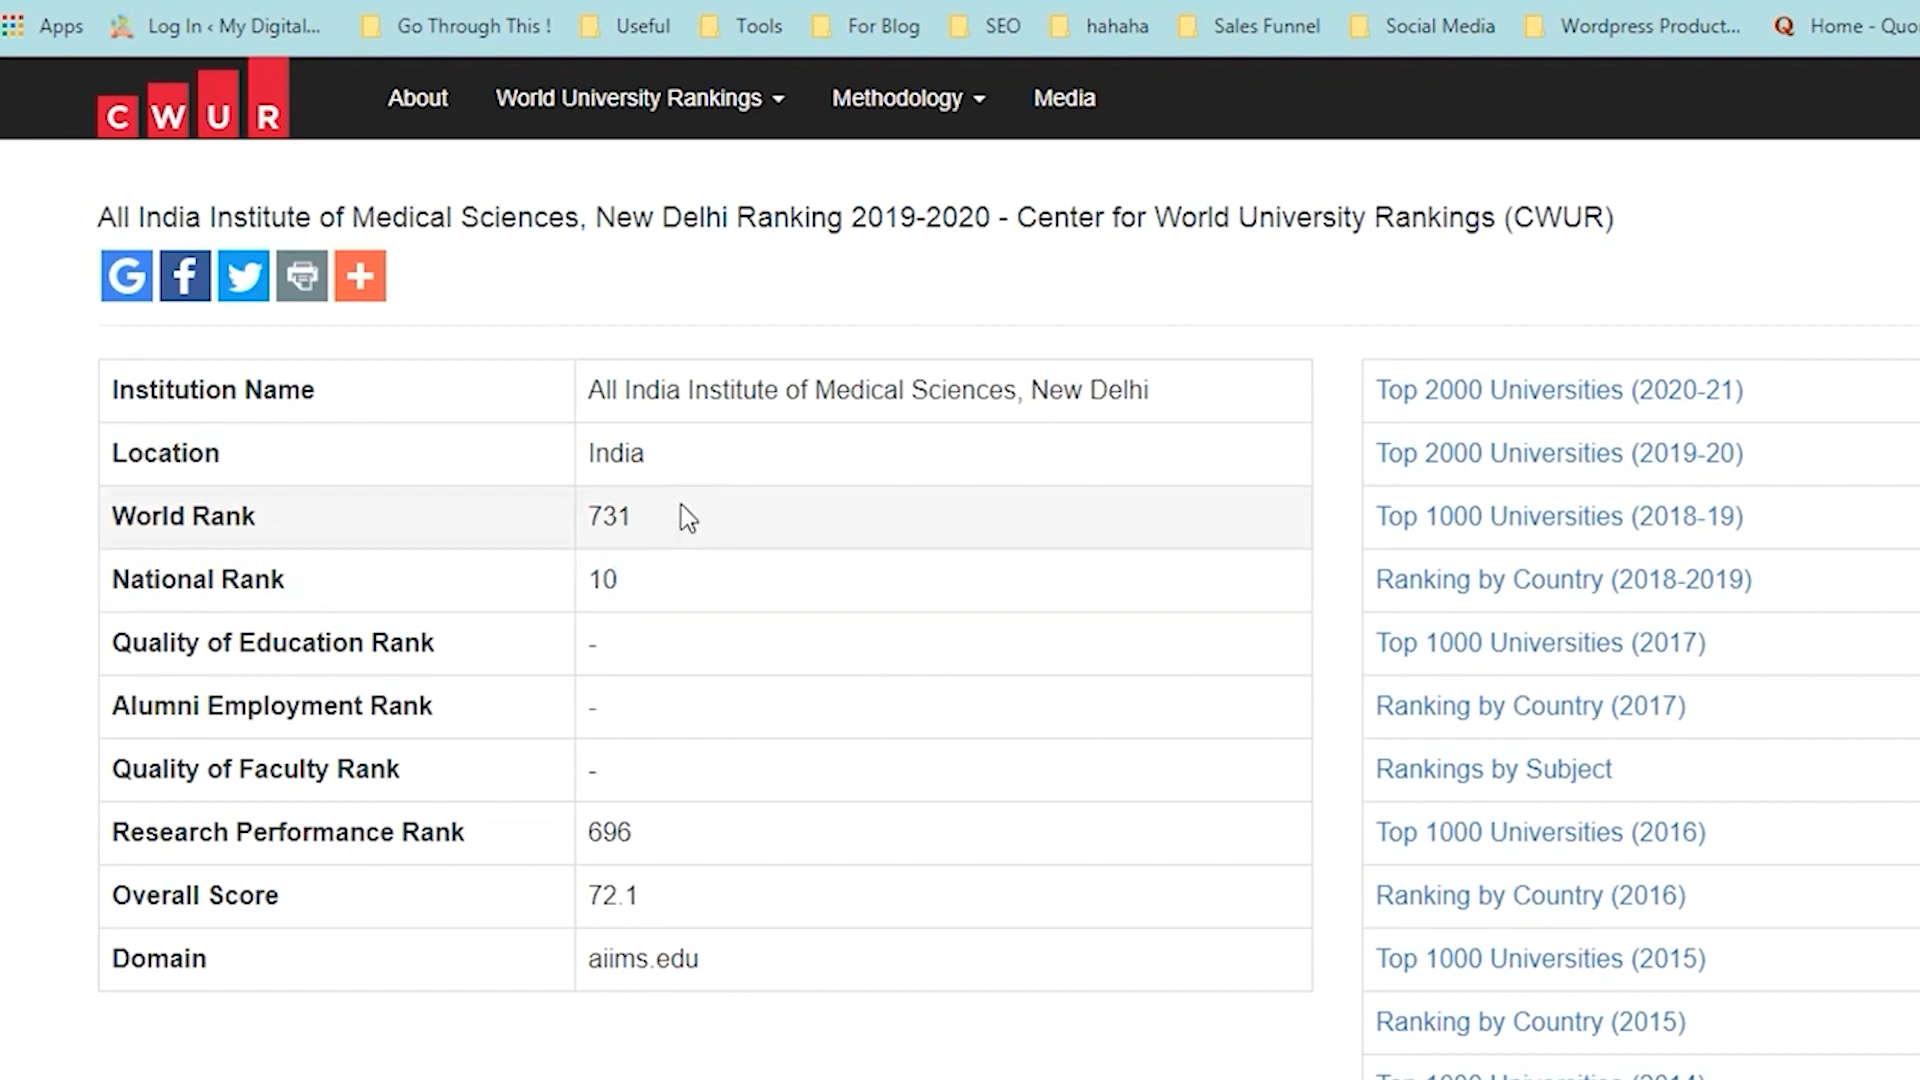 Apps Log In ‹ My Digital... Go Through This ! Useful Tools For Blog SEO hahaha Sales Funnel Social Media Wordpress Product... Home - Quo
CWUR About World University Rankings Methodology Media
All India Institute of Medical Sciences, New Delhi Ranking 2019-2020 - Center for World University Rankings (CWUR)
Institution Name All India Institute of Medical Sciences, New Delhi
Location India
World Rank 731
National Rank 10
Quality of Education Rank -
Alumni Employment Rank -
Quality of Faculty Rank -
Research Performance Rank 696
Overall Score 72.1
Domain aiims.edu
Top 2000 Universities (2020-21)
Top 2000 Universities (2019-20)
Top 1000 Universities (2018-19)
Ranking by Country (2018-2019)
Top 1000 Universities (2017)
Ranking by Country (2017)
Rankings by Subject
Top 1000 Universities (2016)
Ranking by Country (2016)
Top 1000 Universities (2015)
Ranking by Country (2015)